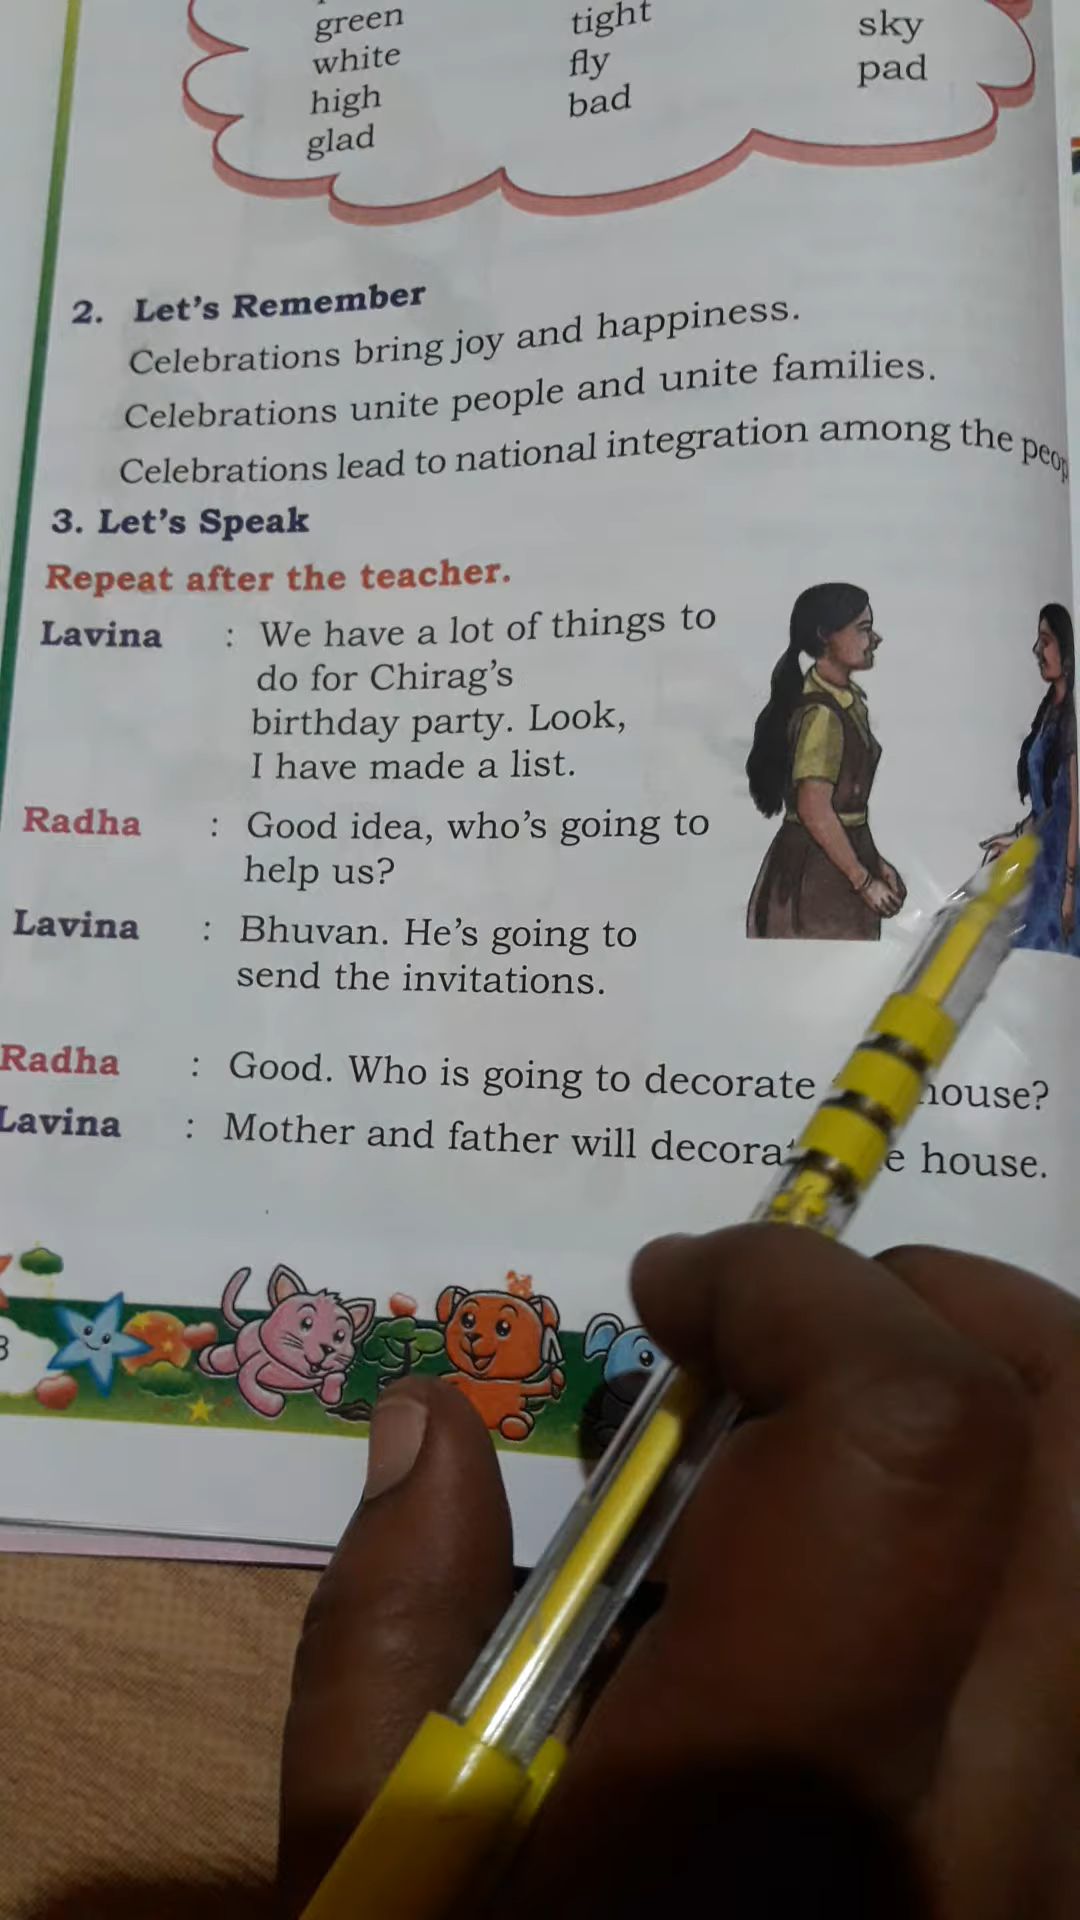 green tight sky
white fly pad
high bad
glad
2. Let's Remember
Celebrations bring joy and happiness.
Celebrations unite people and unite families.
Celebrations lead to national integration among the
3. Let's Speak
Repeat after the teacher.
Lavina : We have a lot of things to
do for Chirag's
birthday party. Look,
I have made a list.
Radha : Good idea, who's going to
help us?
Lavina : Bhuvan. He's going to
send the invitations.
Radha : Good. Who is going to decorate
Lavina : Mother and father will house.